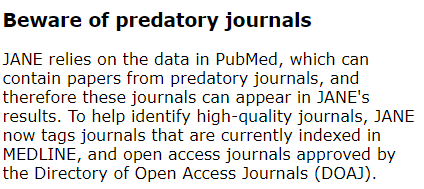 Beware of predatory journals
JANE relies on the data in PubMed, which can
contain papers from predatory journals, and
therefore these journals can appear in JANE's
results. To help identify high-quality journals, JANE
now tags journals that are currently indexed in
MEDLINE, and open access journals approved by
the Directory of Open Access Journals (DOAJ).